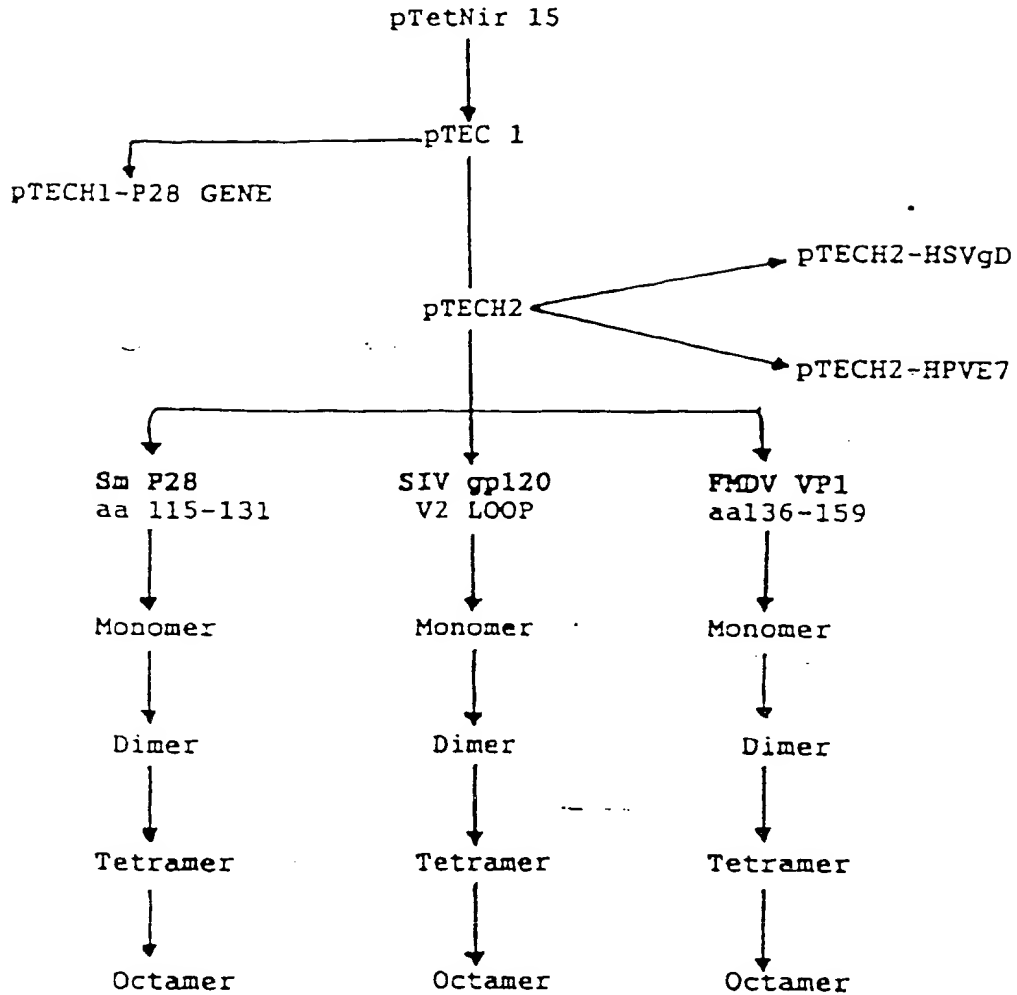 pTetNir 15
pTEC 1
pTECH1-P28 GENE
pTECH2-HSVgD
pTECH2
pTECH2-HPVE7
Sm P28
aa 115-131
SIV gp120
V2 LOOP
FMDV VP1
aa136-159
Monomer
Monomer
Monomer
Dimer
Dimer
Dimer
Tetramer
Tetramer
Tetramer
Octamer
Octamer
Octamer